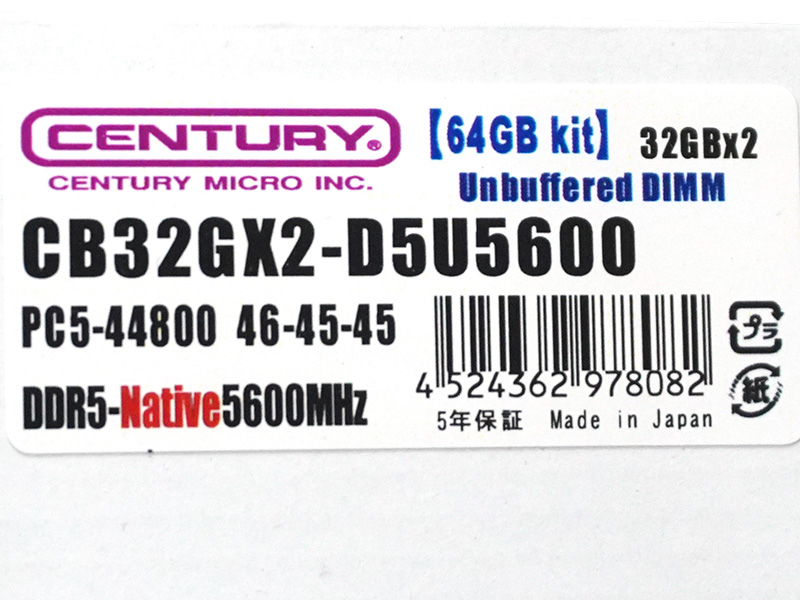 CENTURY®
CENTURY MICRO INC.
【64GB kit】 32GBx2
Unbuffered DIMM
CB32GX2-D5U5600
PC5-44800 46-45-45
DDR5-Native5600MHz
4 524362 978082
5年保証 Made in Japan
プラ
紙